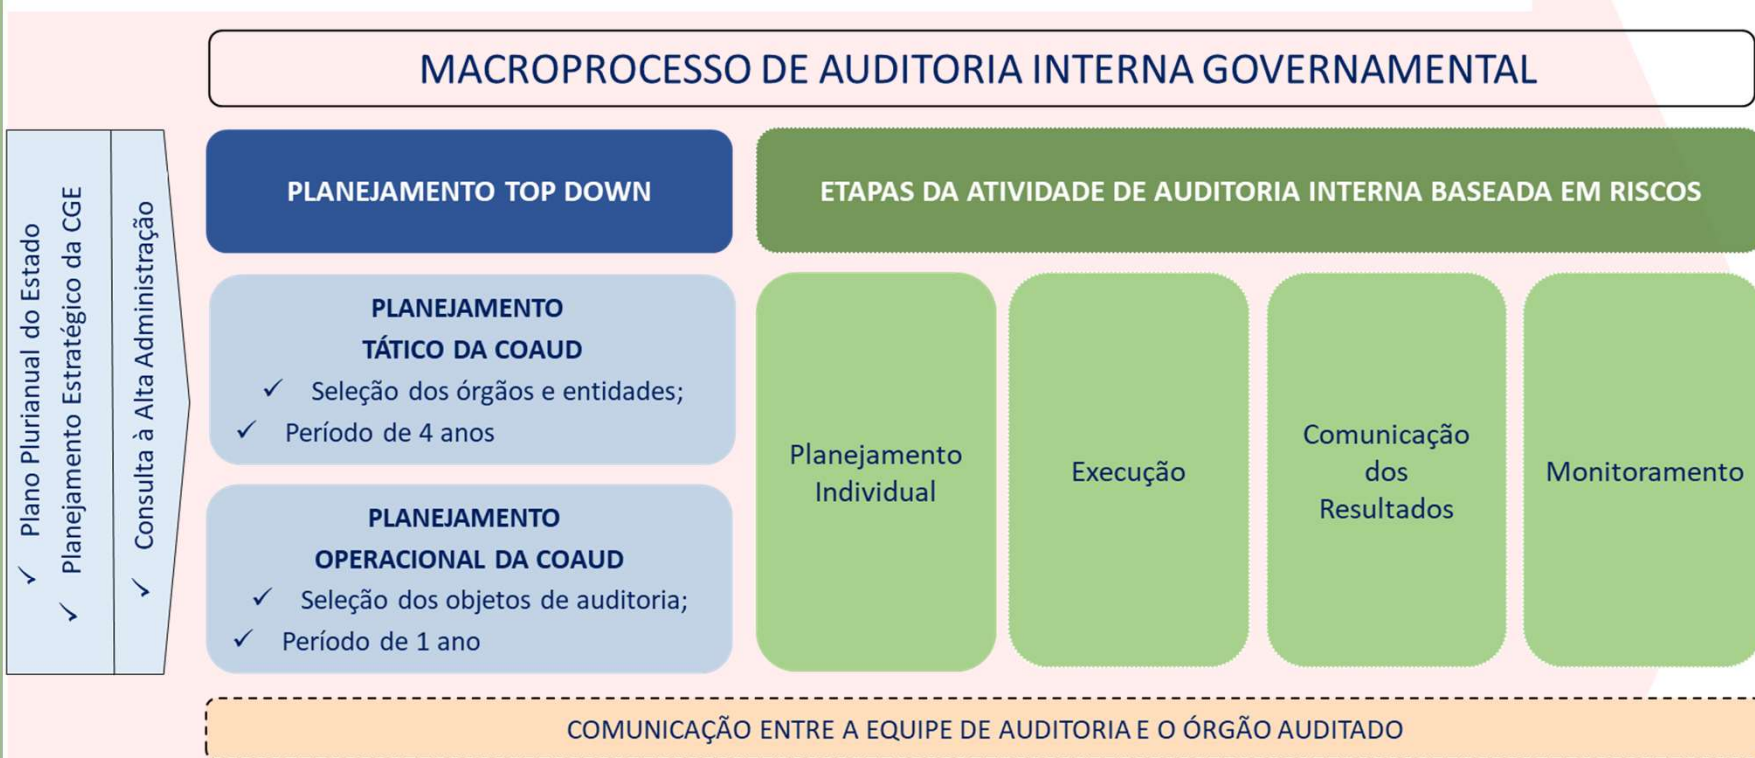 MACROPROCESSO DE AUDITORIA INTERNA GOVERNAMENTAL
✓ Plano Plurianual do Estado
✓ Planejamento Estratégico da CGE
✓ Consulta à Alta Administração
PLANEJAMENTO TOP DOWN
PLANEJAMENTO
TÁTICO DA COAUD
✓ Seleção dos órgãos e entidades;
✓ Período de 4 anos
PLANEJAMENTO
OPERACIONAL DA COAUD
✓ Seleção dos objetos de auditoria;
✓ Período de 1 ano
ETAPAS DA ATIVIDADE DE AUDITORIA INTERNA BASEADA EM RISCOS
Planejamento
Individual
Execução
Comunicação
dos
Resultados
Monitoramento
COMUNICAÇÃO ENTRE A EQUIPE DE AUDITORIA E O ÓRGÃO AUDITADO